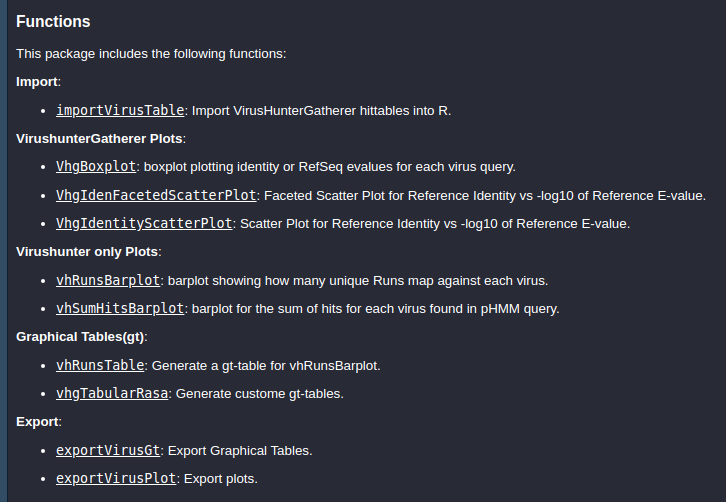 Functions
This package includes the following functions:
Import:
• importVirusTable: Import VirusHunterGatherer hittables into R.
VirushunterGatherer Plots:
• VhgBoxplot: boxplot plotting identity or RefSeq evalues for each virus query.
• VhgIdenFacetedScatterPlot: Faceted Scatter Plot for Reference Identity vs -log10 of Reference E-value.
• VhgIdentityScatterPlot: Scatter Plot for Reference Identity vs -log10 of Reference E-value.
Virushunter only Plots:
• vhRunsBarplot: barplot showing how many unique Runs map against each virus.
• vhSumHitsBarplot: barplot for the sum of hits for each virus found in pHMM query.
Graphical Tables(gt):
• vhRunsTable: Generate a gt-table for vhRunsBarplot.
• vhgTabularRasa: Generate custome gt-tables.
Export:
• exportVirusGt: Export Graphical Tables.
• exportVirusPlot: Export plots.